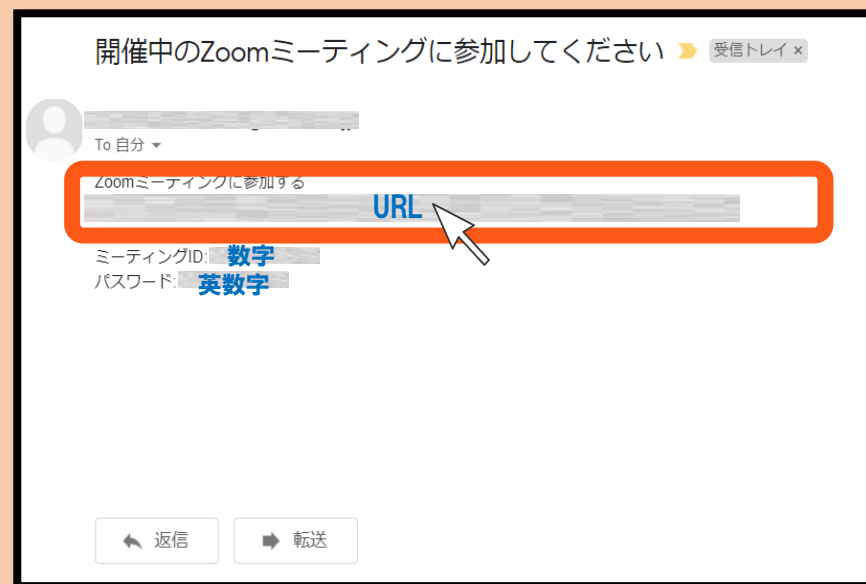 開催中のZoomミーティングに参加してください 受信トレイ ×
To 自分
Zoomミーティングに参加する
URL
ミーティングID: 数字
パスワード: 英数字
返信 転送